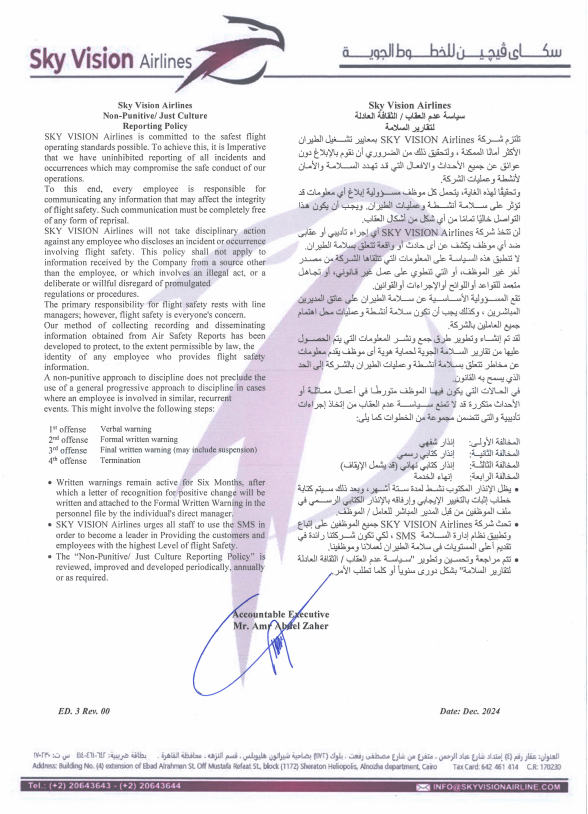 Sky Vision Airlines
سكاى ڤيچين للخطوط الجوية
Sky Vision Airlines
Non-Punitive/ Just Culture
Reporting Policy
SKY VISION Airlines is committed to the safest flight
operating standards possible. To achieve this, it is Imperative
that we have uninhibited reporting of all incidents and
occurrences which may compromise the safe conduct of our
operations.
To this end, every employee is responsible for
communicating any information that may affect the integrity
of flight safety. Such communication must be completely free
of any form of reprisal.
SKY VISION Airlines will not take disciplinary action
against any employee who discloses an incident or occurrence
involving flight safety. This policy shall not apply to
information received by the Company from a source other
than the employee, or which involves an illegal act, or a
deliberate or willful disregard of promulgated
regulations or procedures.
The primary responsibility for flight safety rests with line
managers; however, flight safety is everyone's concern.
Our method of collecting recording and disseminating
information obtained from Air Safety Reports has been
developed to protect, to the extent permissible by law, the
identity of any employee who provides flight safety
information.
A non-punitive approach to discipline does not preclude the
use of a general progressive approach to discipline in cases
where an employee is involved in similar, recurrent
events. This might involve the following steps:
1st offense Verbal warning
2nd offense Formal written warning
3rd offense Final written warning (may include suspension)
4th offense Termination
• Written warnings remain active for Six Months, after
which a letter of recognition for positive change will be
written and attached to the Formal Written Warning in the
personnel file by the individual's direct manager.
• SKY VISION Airlines urges all staff to use the SMS in
order to become a leader in Providing the customers and
employees with the highest Level of flight Safety.
• The “Non-Punitive/ Just Culture Reporting Policy” is
reviewed, improved and developed periodically, annually
or as required.
Sky Vision Airlines
سياسة عدم العقاب / الثقافة العادلة
لتقارير السلامة
تلتزم شركة SKY VISION Airlines بمعايير تشغيل الطيران
الأكثر أمانًا الممكنة ، ولتحقيق ذلك من الضروري أن نقوم بالإبلاغ دون
عوائق عن جميع الأحداث والافعال التي قد تهدد السلامة والأمان
لأنشطة وعمليات الشركة.
وتحقيقًا لهذه الغاية، يتحمل كل موظف مسؤولية إبلاغ أي معلومات قد
تؤثر على سلامة أنشطة وعمليات الطيران. ويجب أن يكون هذا
التواصل خاليًا تمامًا من أي شكل من أشكال العقاب.
لن تتخذ شركة SKY VISION Airlines أي إجراء تأديبي أو عقابى
ضد أي موظف يكشف عن أى حادث أو واقعة تتعلق بسلامة الطيران.
لا تنطبق هذه السياسة على المعلومات التي تتلقاها الشركة من مصدر
آخر غير الموظف، أو التي تنطوي على عمل غير قانوني، أو تجاهل
متعمد للقواعد أواللوائح أوالإجراءات أوالقوانين.
تقع المسؤولية الأساسية عن سلامة الطيران على عاتق المديرين
المباشرين ، وكذلك يجب أن تكون سلامة أنشطة وعمليات محل اهتمام
جميع العاملين بالشركة.
لقد تم إنشاء وتطوير طرق جمع ونشر المعلومات التي يتم الحصول
عليها من تقارير السلامة الجوية لحماية هوية أى موظف يقدم معلومات
عن مخاطر تتعلق بسلامة أنشطة وعمليات الطيران بالشركة إلى الحد
الذي يسمح به القانون.
في الحالات التي يكون فيها الموظف متورطًا في أعمال مماثلة أو
الأحداث متكررة قد لا تمنع سياسة عدم العقاب من إتخاذ إجراءات
تأديبية والتي تتضمن مجموعة من الخطوات كما يلى:
المخالفة الأولى: إنذار شفهي
المخالفة الثانية: إنذار كتابي رسمي
المخالفة الثالثة: إنذار كتابي نهائي (قد يشمل الإيقاف)
المخالفة الرابعة: إنهاء الخدمة
• يظل الإنذار المكتوب نشط لمدة ستة أشهر، وبعد ذلك سيتم كتابة
خطاب إثبات بالتغيير الإيجابي وإرفاقه بالإنذار الكتابي الرسمي في
ملف الموظفين من قبل المدير المباشر للعامل / الموظف.
• تحث شركة SKY VISION Airlines جميع الموظفين على إتباع
وتطبيق نظام إدارة السلامة SMS ، لكي تكون شركتنا رائدة في
تقديم أعلى المستويات فى سلامة الطيران لعملائنا وموظفينا.
• تتم مراجعة وتحسين وتطوير "سياسة عدم العقاب / الثقافة العادلة
لتقارير السلامة" بشكل دورى سنوياً أو كلما تطلب الأمر.
Accountable Executive
Mr. Amr Abdel Zaher
ED. 3 Rev. 00 Date: Dec. 2024
العنوان: عقار رقم (٤) إمتداد شارع عباد الرحمن ، متفرع من شارع مصطفى رفعت ، بلوك (١١٧٢) بضاحية شيراتون هليوبلس ، قسم النزهه ، محافظة القاهرة . بطاقة ضريبية: ٦٤٢-٤٦١-٤١٤ س ت: ١٧٠٢٣٠
Address: Building No. (4) extension of Ebad Alrahman St. Off Mustafa Refaat St., block (1172) Sheraton Heliopolis, Alnozha department, Cairo Tax Card: 642 461 414 C.R: 170230
Tel.: (+2) 20643643 - (+2) 20643644 INFO@SKYVISIONAIRLINE.COM